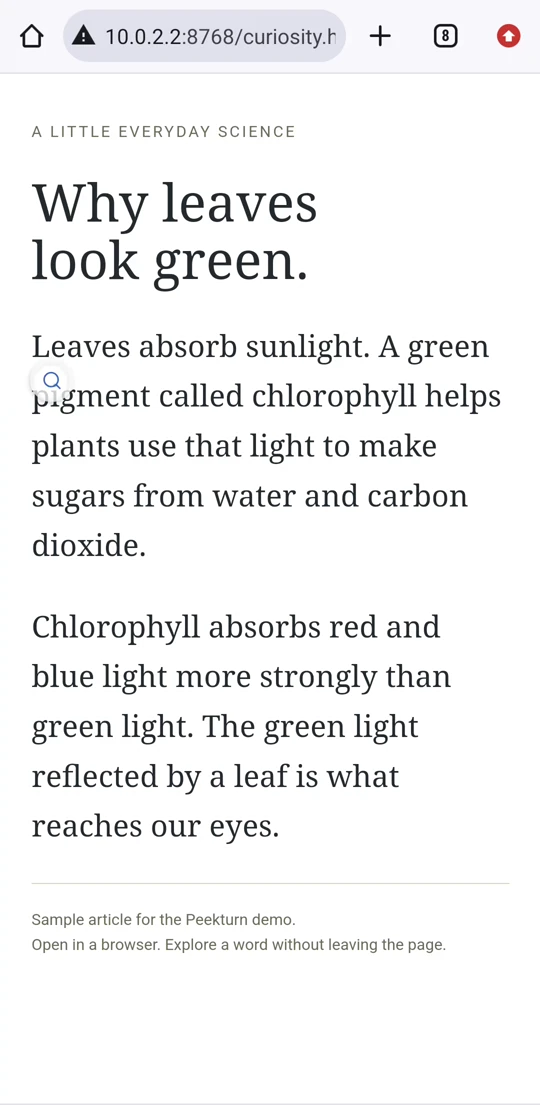 10.0.2.2:8768/curiosity.h
8
A LITTLE EVERYDAY SCIENCE
Why leaves
look green.
Leaves absorb sunlight. A green
pigment called chlorophyll helps
plants use that light to make
sugars from water and carbon
dioxide.
Chlorophyll absorbs red and
blue light more strongly than
green light. The green light
reflected by a leaf is what
reaches our eyes.
Sample article for the Peekturn demo.
Open in a browser. Explore a word without leaving the page.